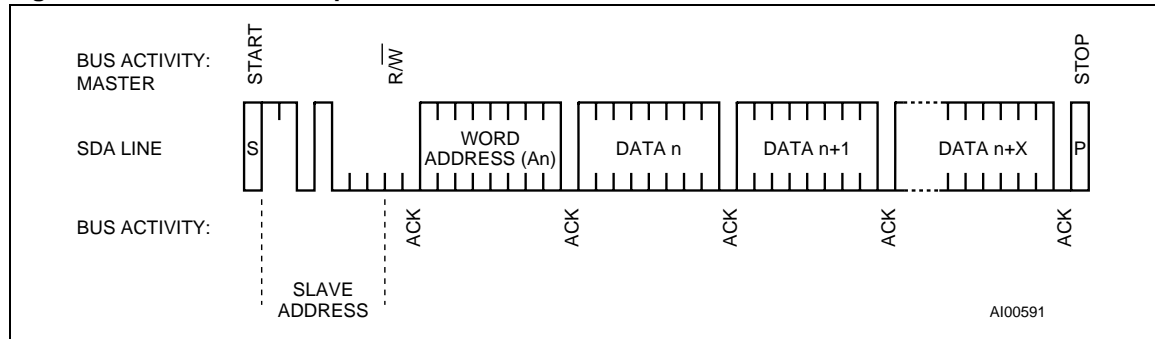 START
R/W
STOP
BUS ACTIVITY:
MASTER
SDA LINE
S
WORD
ADDRESS (An)
DATA n
DATA n+1
DATA n+X
P
BUS ACTIVITY:
ACK
ACK
ACK
ACK
ACK
SLAVE
ADDRESS
AI00591